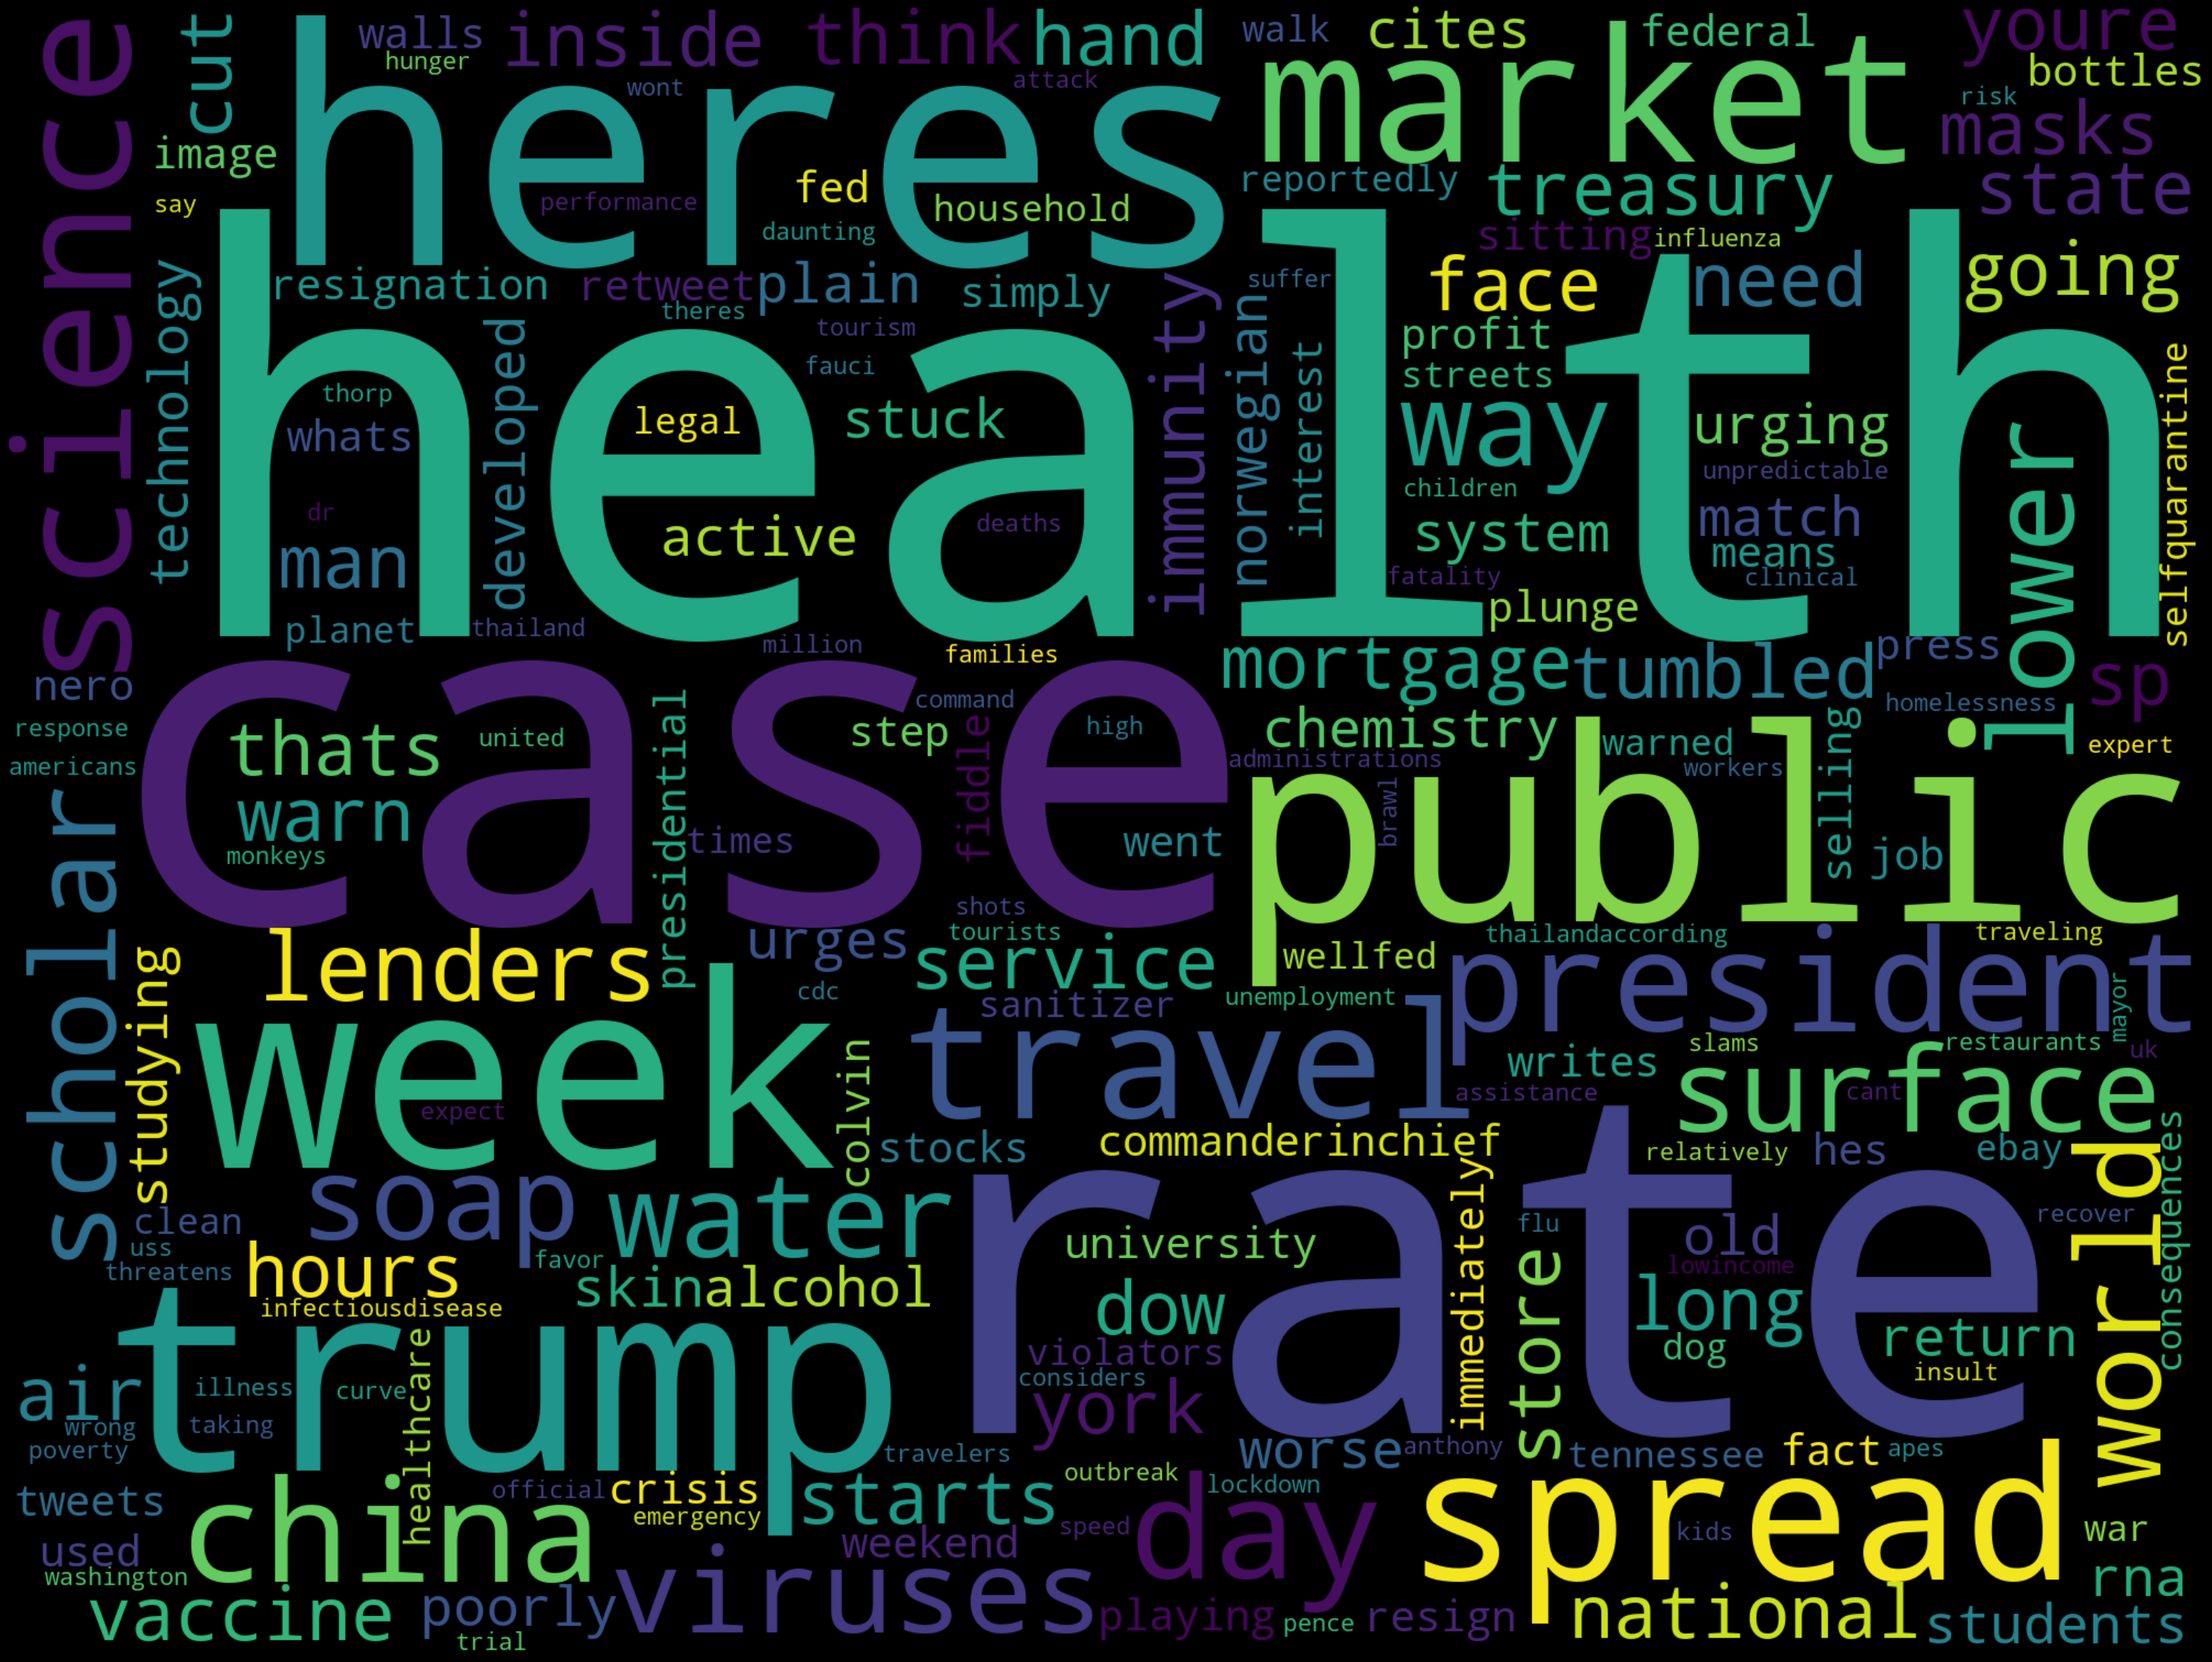 science
cut
walls
hunger
inside
think
hand
walk
cites
federal
youre
wont
attack
market
bottles
risk
masks
image
heres
say
performance
fed
household
daunting
reportedly
treasury
state
sitting
influenza
technology
resignation
retweet
plain
simply
theres
tourism
fauci
immunity
suffer
norwegian
interest
face
need
going
health
developed
thorp
whats
legal
stuck
profit
streets
way
urging
unpredictable
lower
selfquarantine
dr
active
deaths
children
system
match
means
clinical
man
planet
thailand
million
families
fatality
plunge
nero
mortgage
tumbled
press
sp
homelessness
response
americans
case
command
thats
united
presidential
step
fiddle
high
chemistry
administrations
warned
workers
selling
expert
warn
monkeys
times
went
brawl
public
job
scholar
shots
tourists
lenders
urges
service
wellfed
thailandaccording
traveling
studying
cdc
sanitizer
unemployment
president
mayor
week
travel
writes
slams
restaurants
uk
expect
colvin
stocks
commanderinchief
assistance
surface
cant
relatively
hes
ebay
world
consequences
clean
soap
water
uss
threatens
hours
favor
university
rate
immediately
flu
store
old
lowincome
recover
infectiousdisease
skin
alcohol
dow
long
dog
return
insult
trump
violators
considers
air
illness
curve
healthcare
york
wrong
taking
poverty
travelers
worse
anthony
tennessee
fact
apes
tweets
china
official
crisis
emergency
starts
outbreak
lockdown
day
spread
kids
war
used
washington
weekend
speed
rna
vaccine
poorly
trial
viruses
playing
pence
resign
national
students